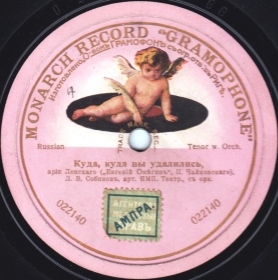 MONARCH RECORD "GRAMOPHONE"
Russian
Tenor w. Orch.
Куда, куда вы удалились,
арія Ленскаго („Евгеній Онѣгинъ“, П. Чайковскаго).
Л. В. Собиновъ, арт. ИМП. Театр., съ орк.
022140
022140
АМПРА.